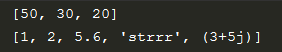 [50, 30, 20]
[1, 2, 5.6, 'strrr', (3+5j)]